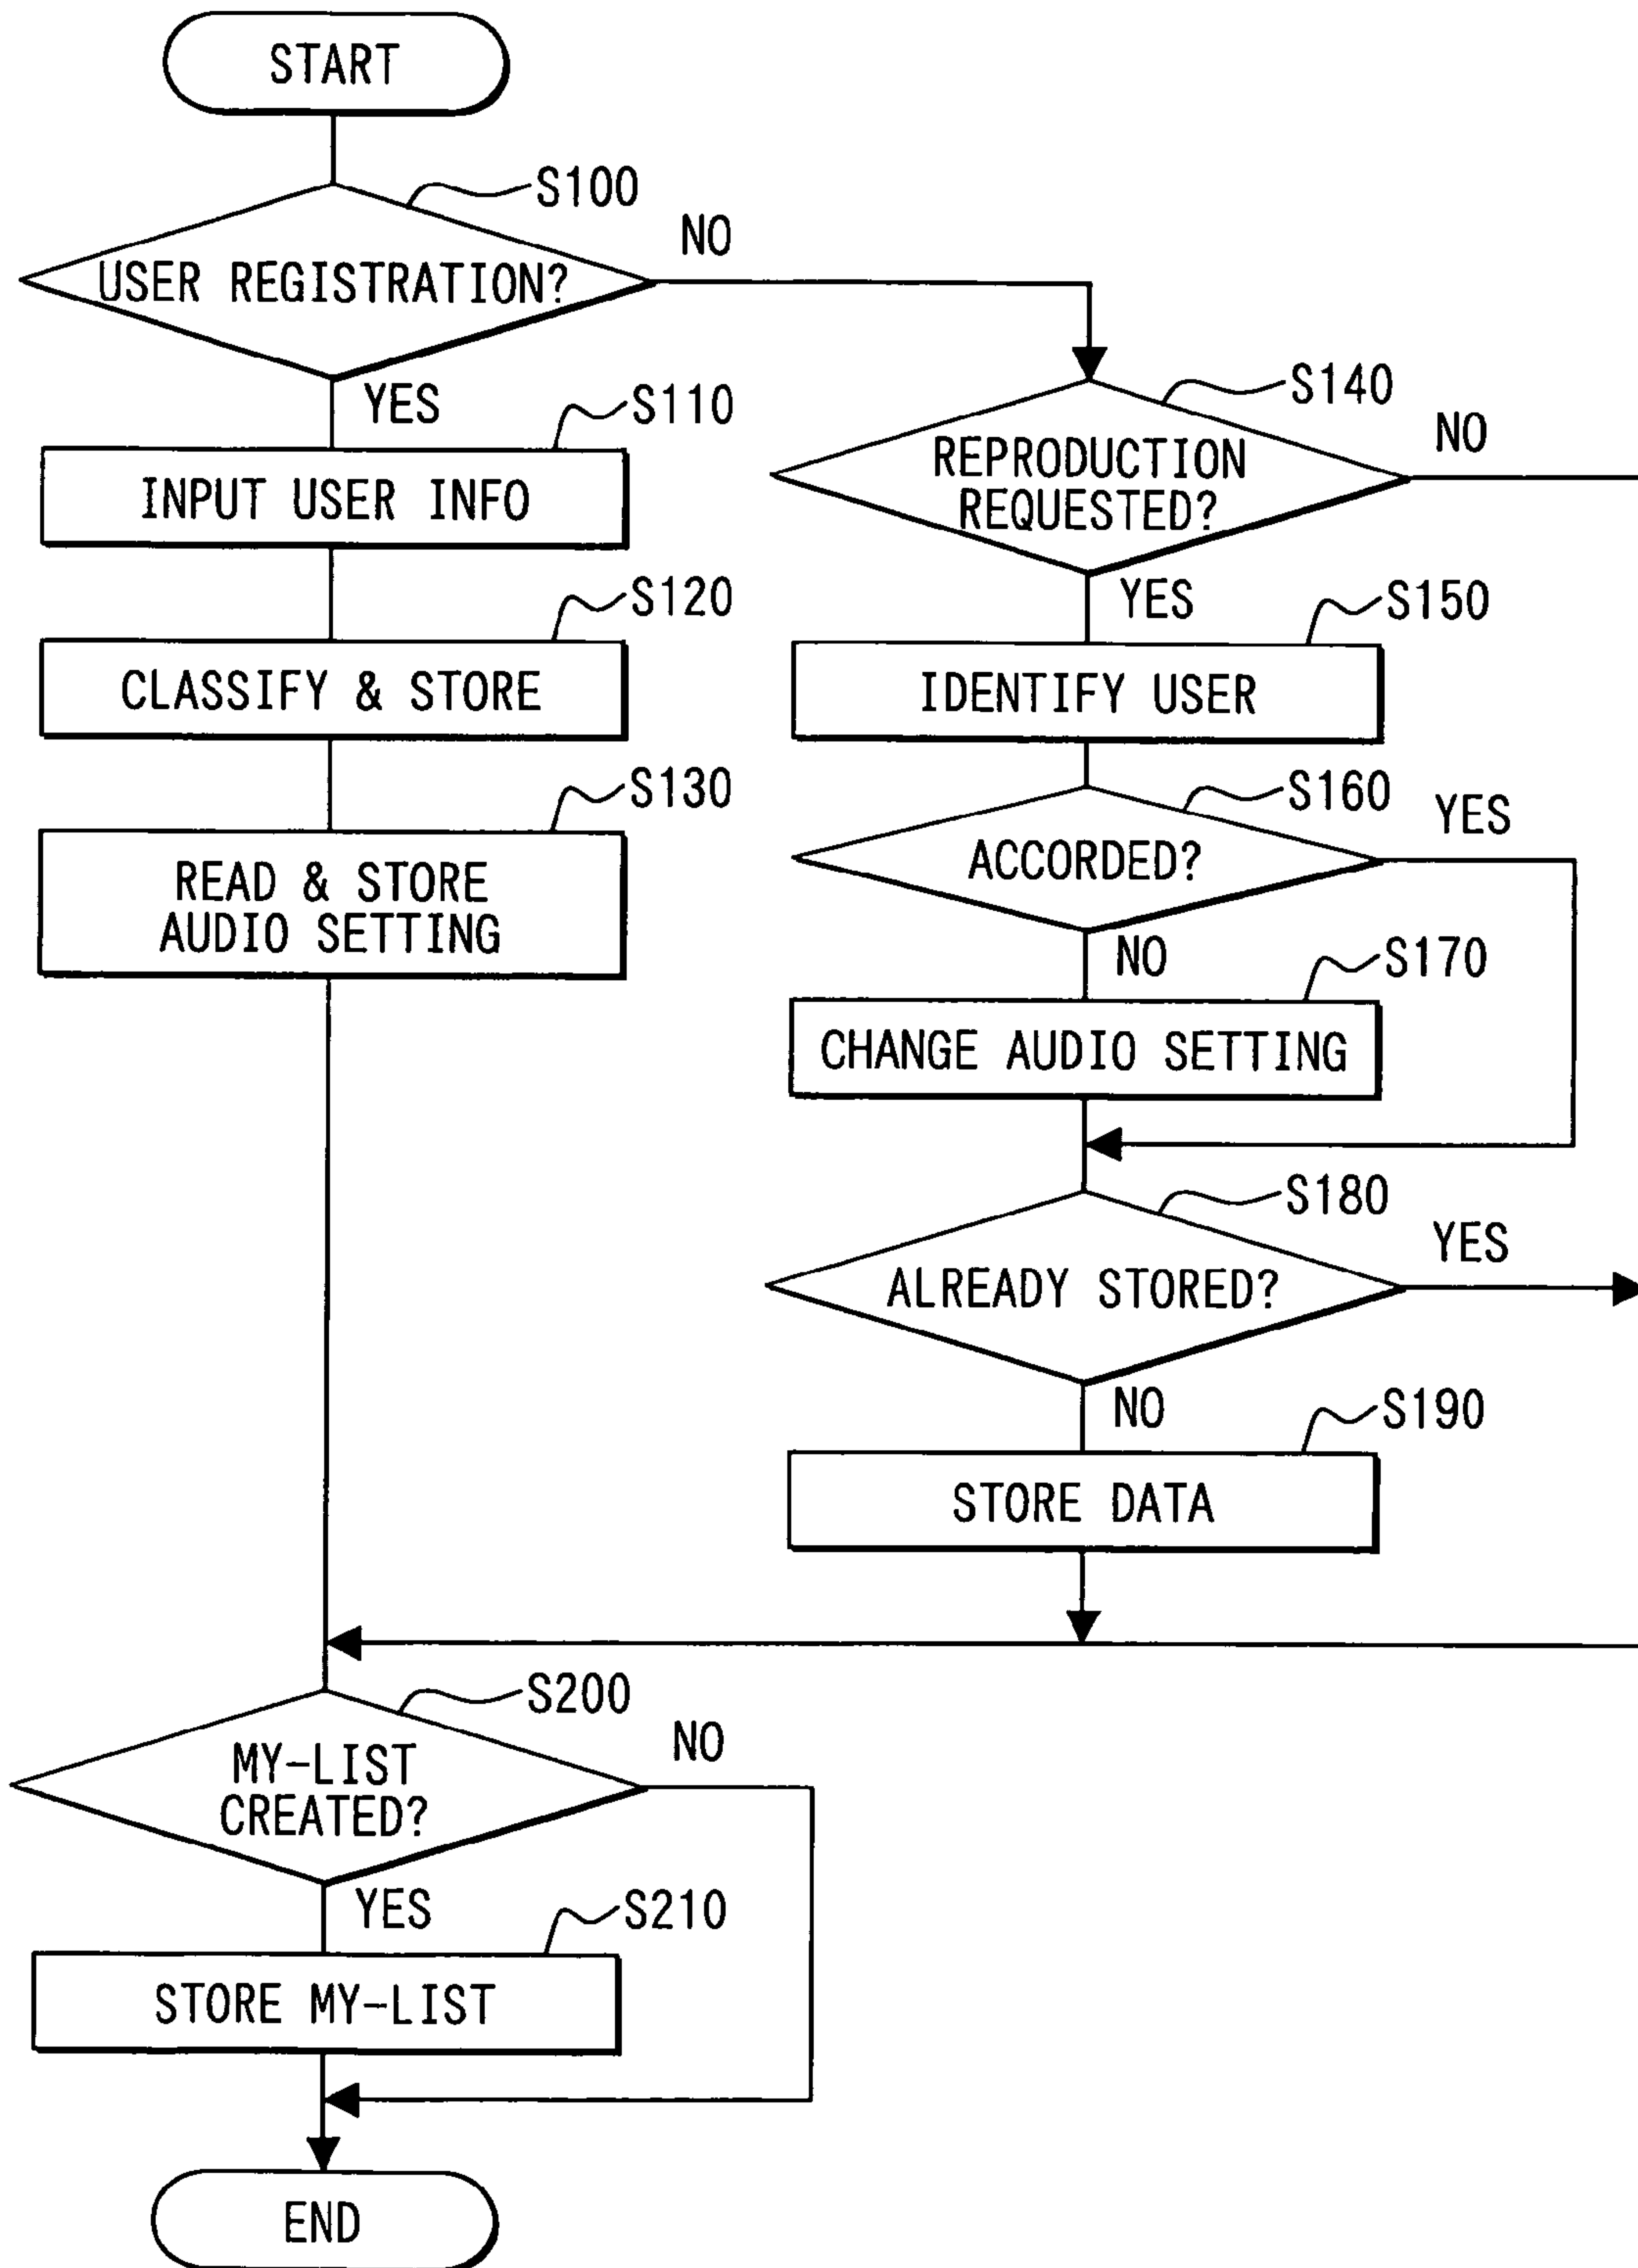 START
S100
USER REGISTRATION?
NO
YES
S110
INPUT USER INFO
S120
CLASSIFY & STORE
S130
READ & STORE
AUDIO SETTING
S140
REPRODUCTION
REQUESTED?
NO
YES
S150
IDENTIFY USER
S160
ACCORDED?
YES
NO
S170
CHANGE AUDIO SETTING
S180
ALREADY STORED?
YES
NO
S190
STORE DATA
S200
MY-LIST
CREATED?
NO
YES
S210
STORE MY-LIST
END